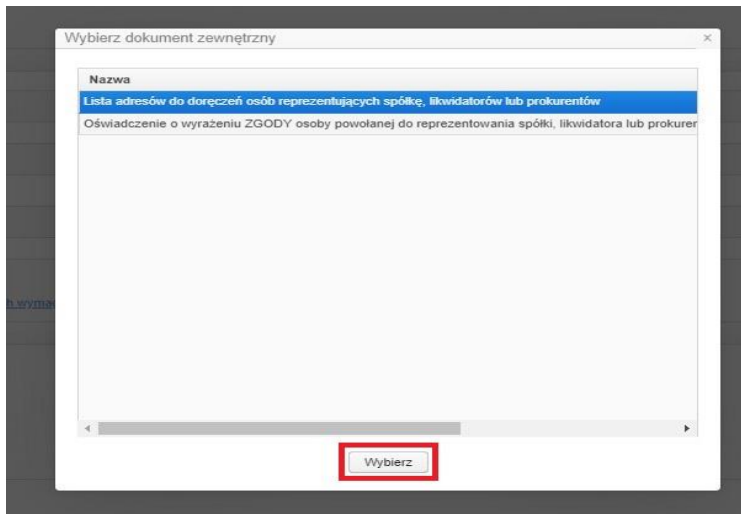 Wybierz dokument zewnętrzny
Nazwa
Lista adresów do doręczeń osób reprezentujących spółkę, likwidatorów lub prokurentów
Oświadczenie o wyrażeniu ZGODY osoby powołanej do reprezentowania spółki, likwidatora lub prokurer
Wybierz